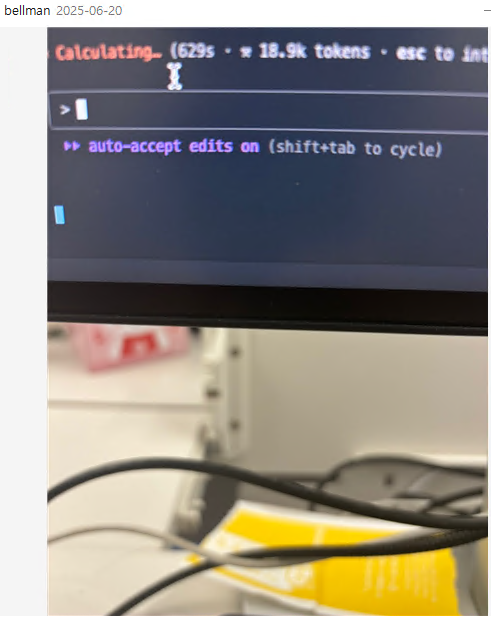 bellman 2025-06-20
Calculating… (629s · ⚒ 18.9k tokens · esc to int
>
▸▸ auto-accept edits on (shift+tab to cycle)